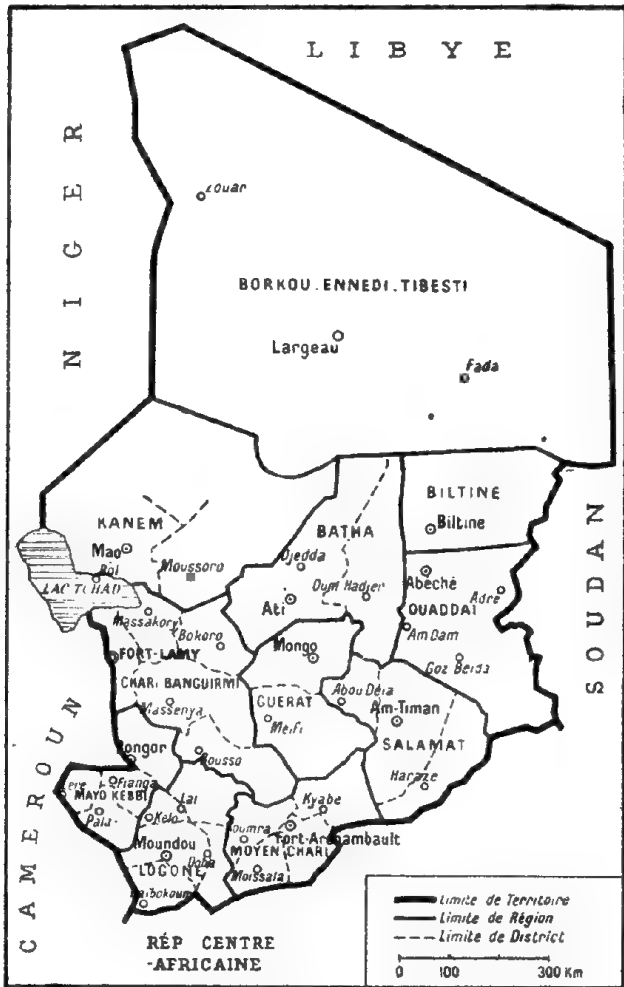 LIBYE
NIGER
Zouar
BORKOU.ENNEDI.TIBESTI
Largeau
Fada
BILTINE
KANEM
BATHA
Biltine
Mao
Djedda
Moussoro
Bol
LAC TCHAD
Abéché
Ati
Oum Hadjer
Adré
OUADDAI
Massakory
Bokoro
Am Dam
SOUDAN
FORT-LAMY
Mongo
Goz Beida
CHARI BANGUIRMI
GUERAT
Abou Deia
Massenya
Melfi
Am-Timan
SALAMAT
Bongor
Bousso
CAMEROUN
Haraze
Fianga
MAYO KEBBI
Lai
Kyabe
Pala
Kelo
Koumra
Fort-Archambault
Moundou
MOYEN CHARI
Doba
LOGONE
Moissala
Baibokoum
RÉP CENTRE
-AFRICAINE
Limite de Territoire
Limite de Région
Limite de District
0 100 300 Km